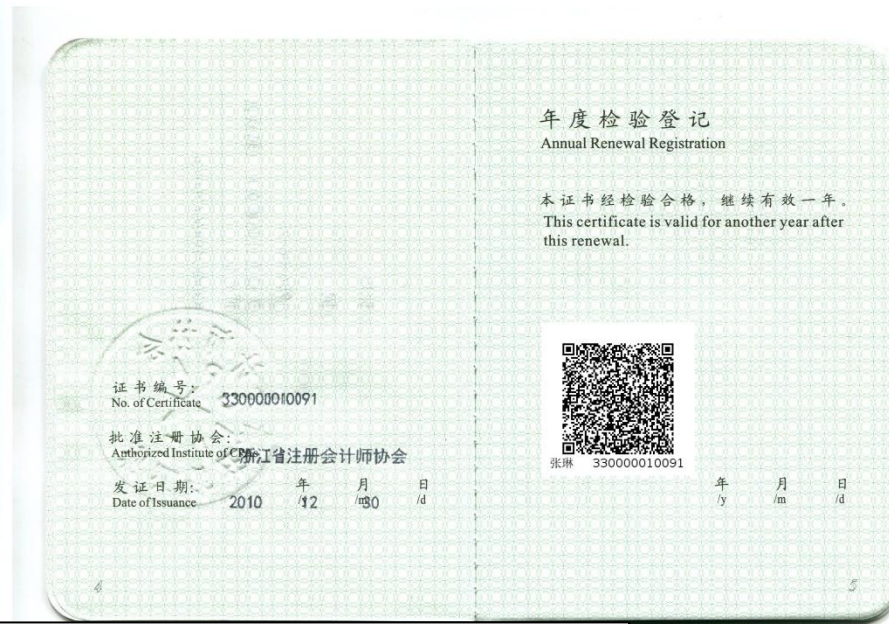 证书编号:
No. of Certificate
330000010091
批准注册协会:
Authorized Institute of CPAs
浙江省注册会计师协会
发证日期:
Date of Issuance
2010 年 12 月 30 日
/y /m /d
4
年度检验登记
Annual Renewal Registration
本证书经检验合格，继续有效一年。
This certificate is valid for another year after
this renewal.
张琳 330000010091
年 月 日
/y /m /d
5